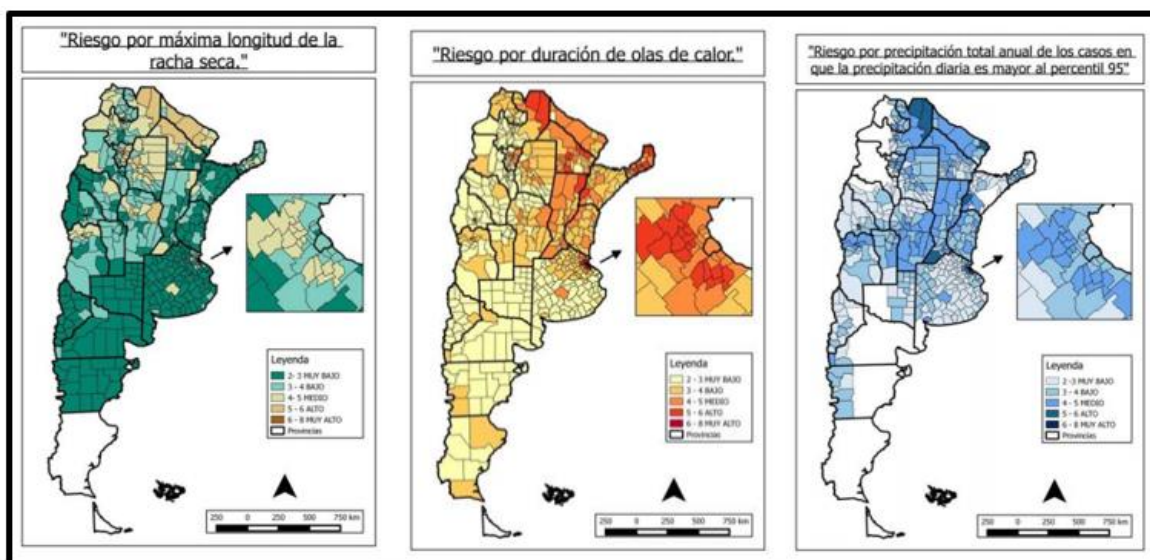 "Riesgo por máxima longitud de la
racha seca."
Leyenda
2- 3 MUY BAJO
3 - 4 BAJO
4 - 5 MEDIO
5 - 6 ALTO
6 - 8 MUY ALTO
Provincias
250 0 250 500 750 km
"Riesgo por duración de olas de calor."
Leyenda
2 - 3 MUY BAJO
3 - 4 BAJO
4 - 5 MEDIO
5 - 6 ALTO
6 - 8 MUY ALTO
Provincias
250 0 250 500 750 km
"Riesgo por precipitación total anual de los casos en
que la precipitación diaria es mayor al percentil 95"
Leyenda
2 -3 MUY BAJO
3 - 4 BAJO
4 - 5 MEDIO
5 - 6 ALTO
6 - 8 MUY ALTO
Provincias
250 0 250 500 750 km